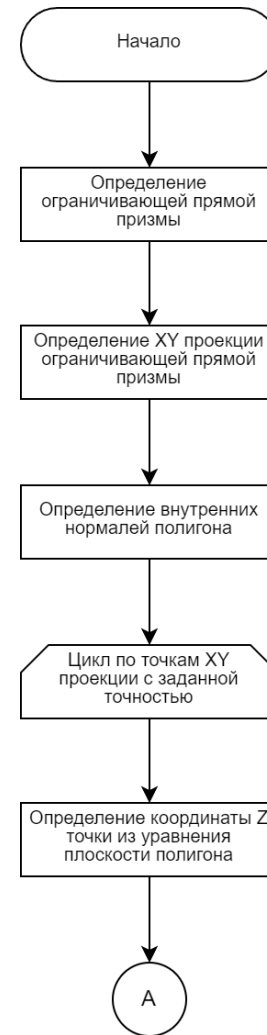 Начало
Определение
ограничивающей прямой
призмы
Определение XY проекции
ограничивающей прямой
призмы
Определение внутренних
нормалей полигона
Цикл по точкам XY
проекции с заданной
точностью
Определение координаты Z
точки из уравнения
плоскости полигона
А